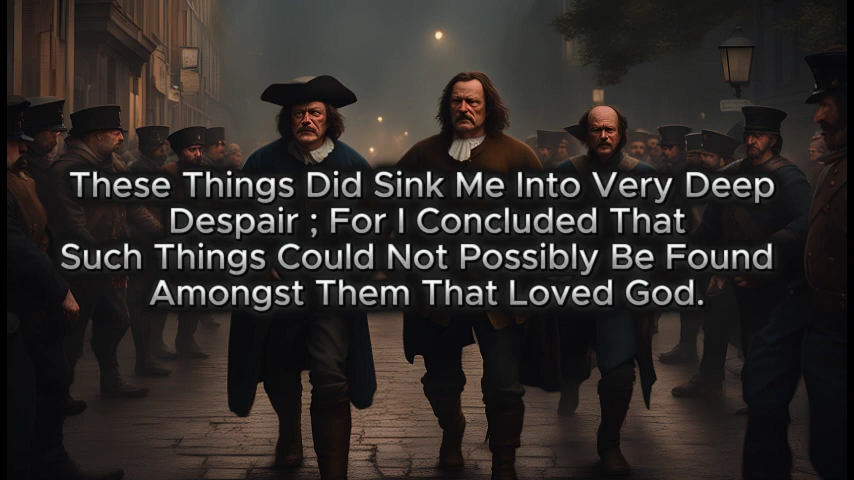 These Things Did Sink Me Into Very Deep
Despair ; For I Concluded That
Such Things Could Not Possibly Be Found
Amongst Them That Loved God.